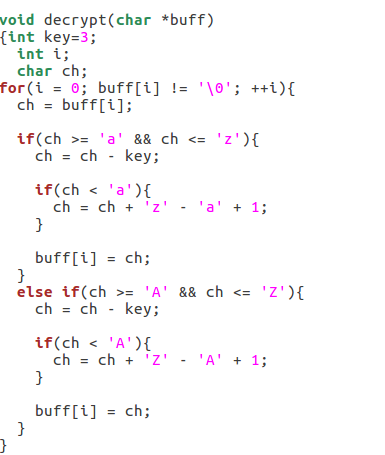 void decrypt(char *buff)
{int key=3;
  int i;
  char ch;
for(i = 0; buff[i] != '\0'; ++i){
  ch = buff[i];

  if(ch >= 'a' && ch <= 'z'){
    ch = ch - key;

    if(ch < 'a'){
      ch = ch + 'z' - 'a' + 1;
    }

    buff[i] = ch;
  }
  else if(ch >= 'A' && ch <= 'Z'){
    ch = ch - key;

    if(ch < 'A'){
      ch = ch + 'Z' - 'A' + 1;
    }

    buff[i] = ch;
  }
}